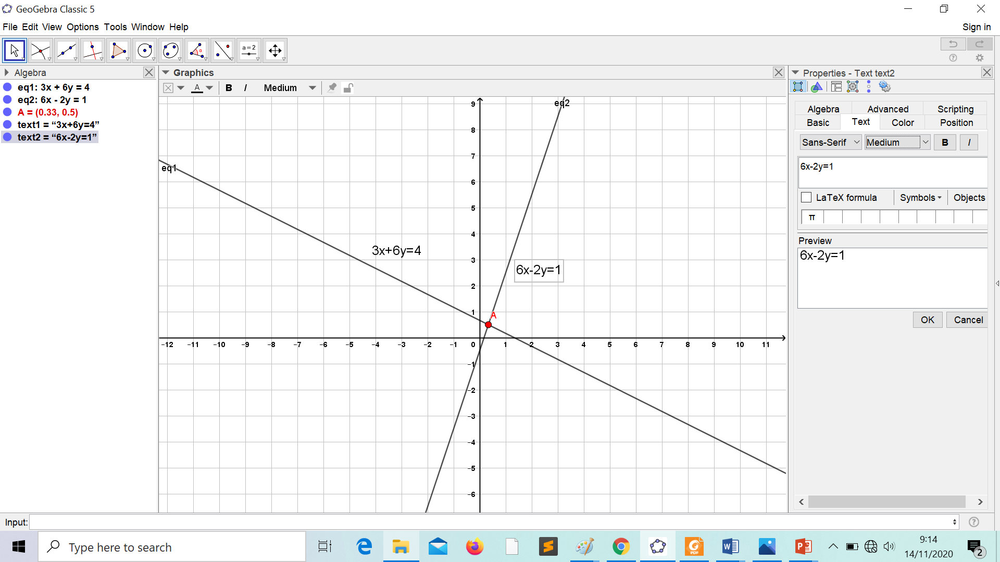 GeoGebra Classic 5
File Edit View Options Tools Window Help
Sign in
a=2
Algebra
eq1: 3x + 6y = 4
eq2: 6x - 2y = 1
A = (0.33, 0.5)
text1 = “3x+6y=4”
text2 = “6x-2y=1”
Graphics
A B I Medium
eq2
eq1
3x+6y=4
6x-2y=1
A
9
8
7
6
5
4
3
2
1
0
-1
-2
-3
-4
-5
-6
-12 -11 -10 -9 -8 -7 -6 -5 -4 -3 -2 -1 1 2 3 4 5 6 7 8 9 10 11
Properties - Text text2
Algebra Advanced Scripting
Basic Text Color Position
Sans-Serif Medium B I
6x-2y=1
LaTeX formula Symbols Objects
π
Preview
6x-2y=1
OK Cancel
Input:
Type here to search
9:14
14/11/2020
2